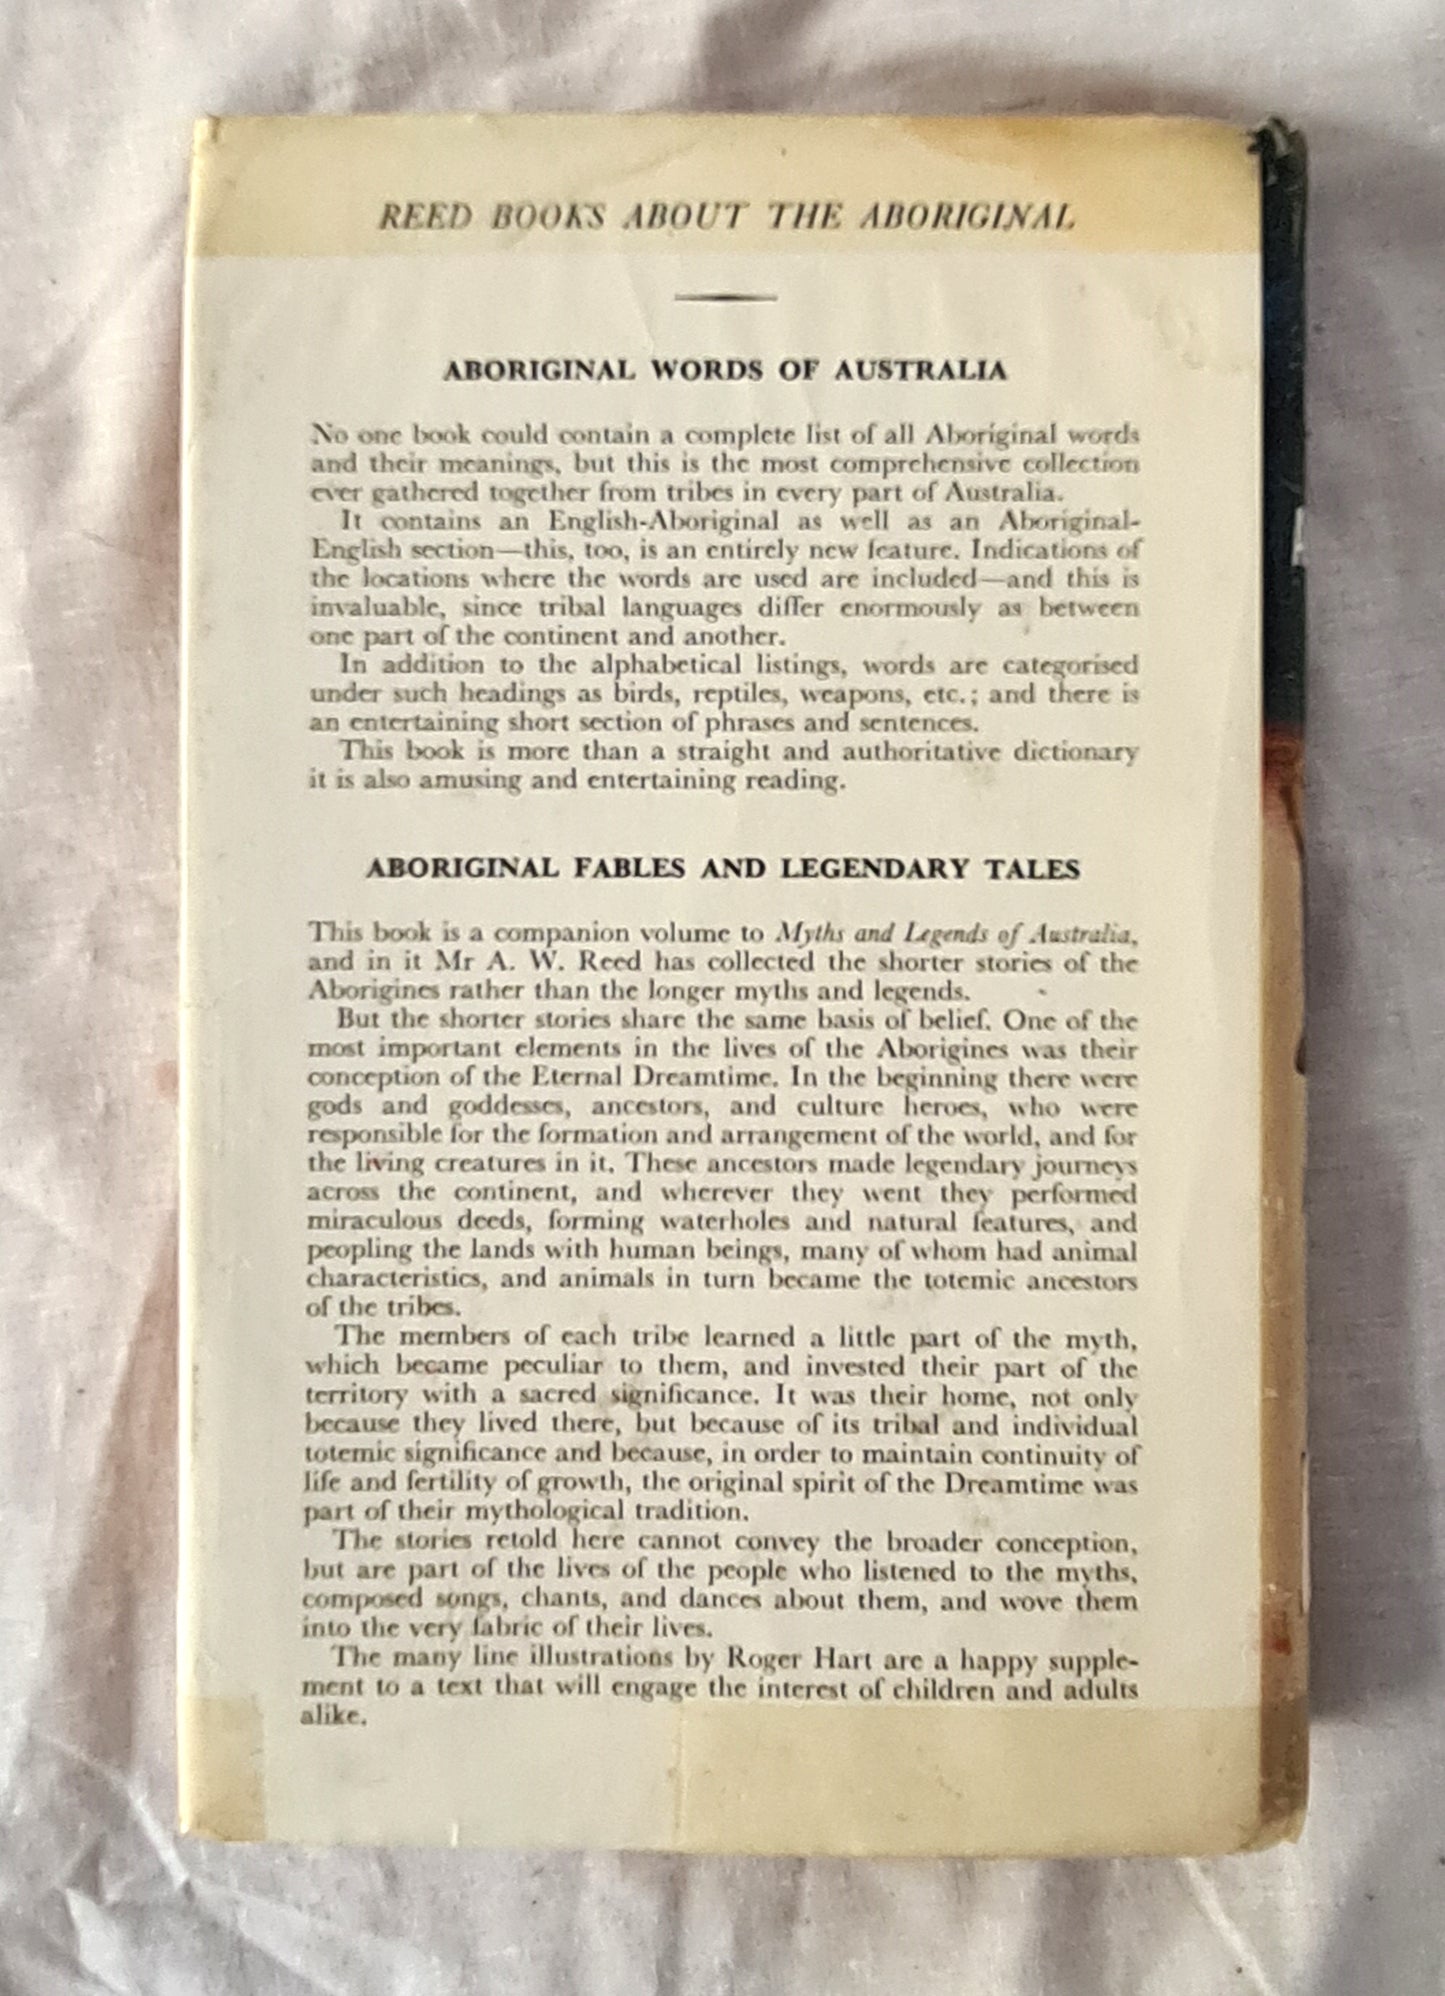 REED BOOKS ABOUT THE ABORIGINAL
ABORIGINAL WORDS OF AUSTRALIA
No one book could contain a complete list of all Aboriginal words
and their meanings, but this is the most comprehensive collection
ever gathered together from tribes in every part of Australia.
It contains an English-Aboriginal as well as an Aboriginal-
English section—this, too, is an entirely new feature. Indications of
the locations where the words are used are included—and this is
invaluable, since tribal languages differ enormously as between
one part of the continent and another.
In addition to the alphabetical listings, words are categorised
under such headings as birds, reptiles, weapons, etc.; and there is
an entertaining short section of phrases and sentences.
This book is more than a straight and authoritative dictionary
it is also amusing and entertaining reading.
ABORIGINAL FABLES AND LEGENDARY TALES
This book is a companion volume to Myths and Legends of Australia,
and in it Mr A. W. Reed has collected the shorter stories of the
Aborigines rather than the longer myths and legends.
But the shorter stories share the same basis of belief. One of the
most important elements in the lives of the Aborigines was their
conception of the Eternal Dreamtime. In the beginning there were
gods and goddesses, ancestors, and culture heroes, who were
responsible for the formation and arrangement of the world, and for
the living creatures in it. These ancestors made legendary journeys
across the continent, and wherever they went they performed
miraculous deeds, forming waterholes and natural features, and
peopling the lands with human beings, many of whom had animal
characteristics, and animals in turn became the totemic ancestors
of the tribes.
The members of each tribe learned a little part of the myth,
which became peculiar to them, and invested their part of the
territory with a sacred significance. It was their home, not only
because they lived there, but because of its tribal and individual
totemic significance and because, in order to maintain continuity of
life and fertility of growth, the original spirit of the Dreamtime was
part of their mythological tradition.
The stories retold here cannot convey the broader conception,
but are part of the lives of the people who listened to the myths,
composed songs, chants, and dances about them, and wove them
into the very fabric of their lives.
The many line illustrations by Roger Hart are a happy supple-
ment to a text that will engage the interest of children and adults
alike.